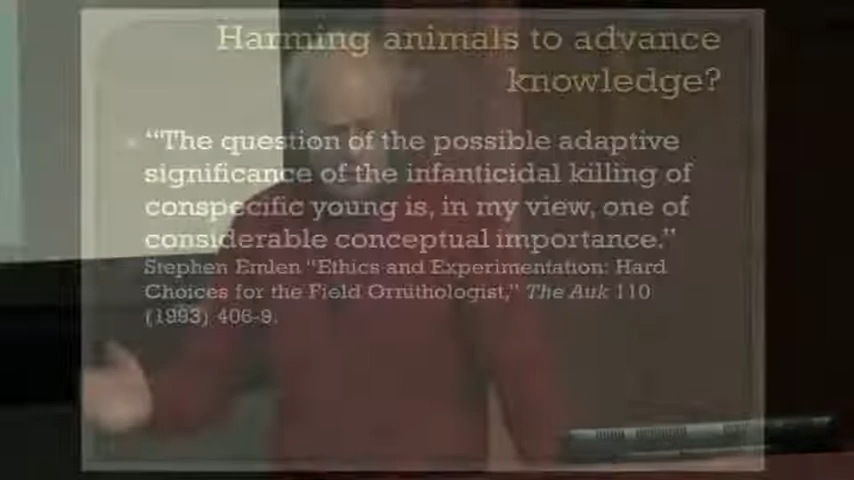 Harming animals to advance
knowledge?
“The question of the possible adaptive
significance of the infanticidal killing of
conspecific young is, in my view, one of
considerable conceptual importance.”
Stephen Emlen “Ethics and Experimentation: Hard
Choices for the Field Ornithologist,” The Auk 110
(1993) 406-9.